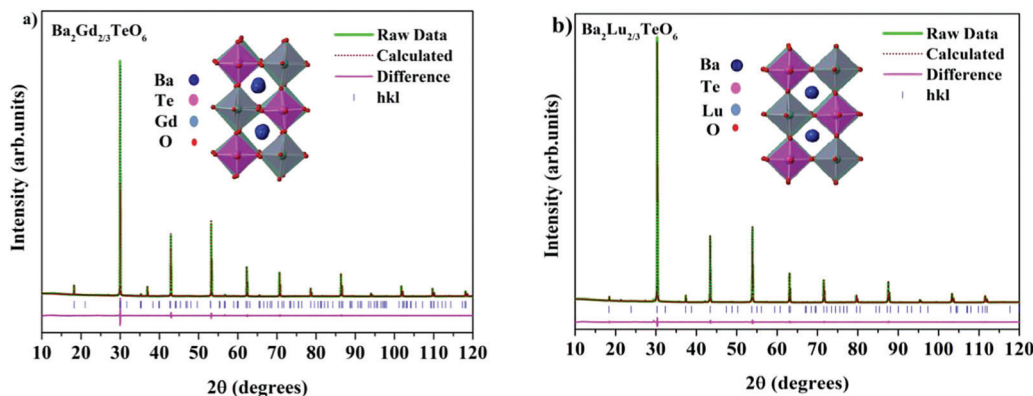 a)
Ba2Gd2/3TeO6
Raw Data
Calculated
Difference
hkl
Ba
Te
Gd
O
Intensity (arb.units)
10 20 30 40 50 60 70 80 90 100 110 120
2θ (degrees)
b)
Ba2Lu2/3TeO6
Raw Data
Calculated
Difference
hkl
Ba
Te
Lu
O
Intensity (arb.units)
10 20 30 40 50 60 70 80 90 100 110 120
2θ (degrees)